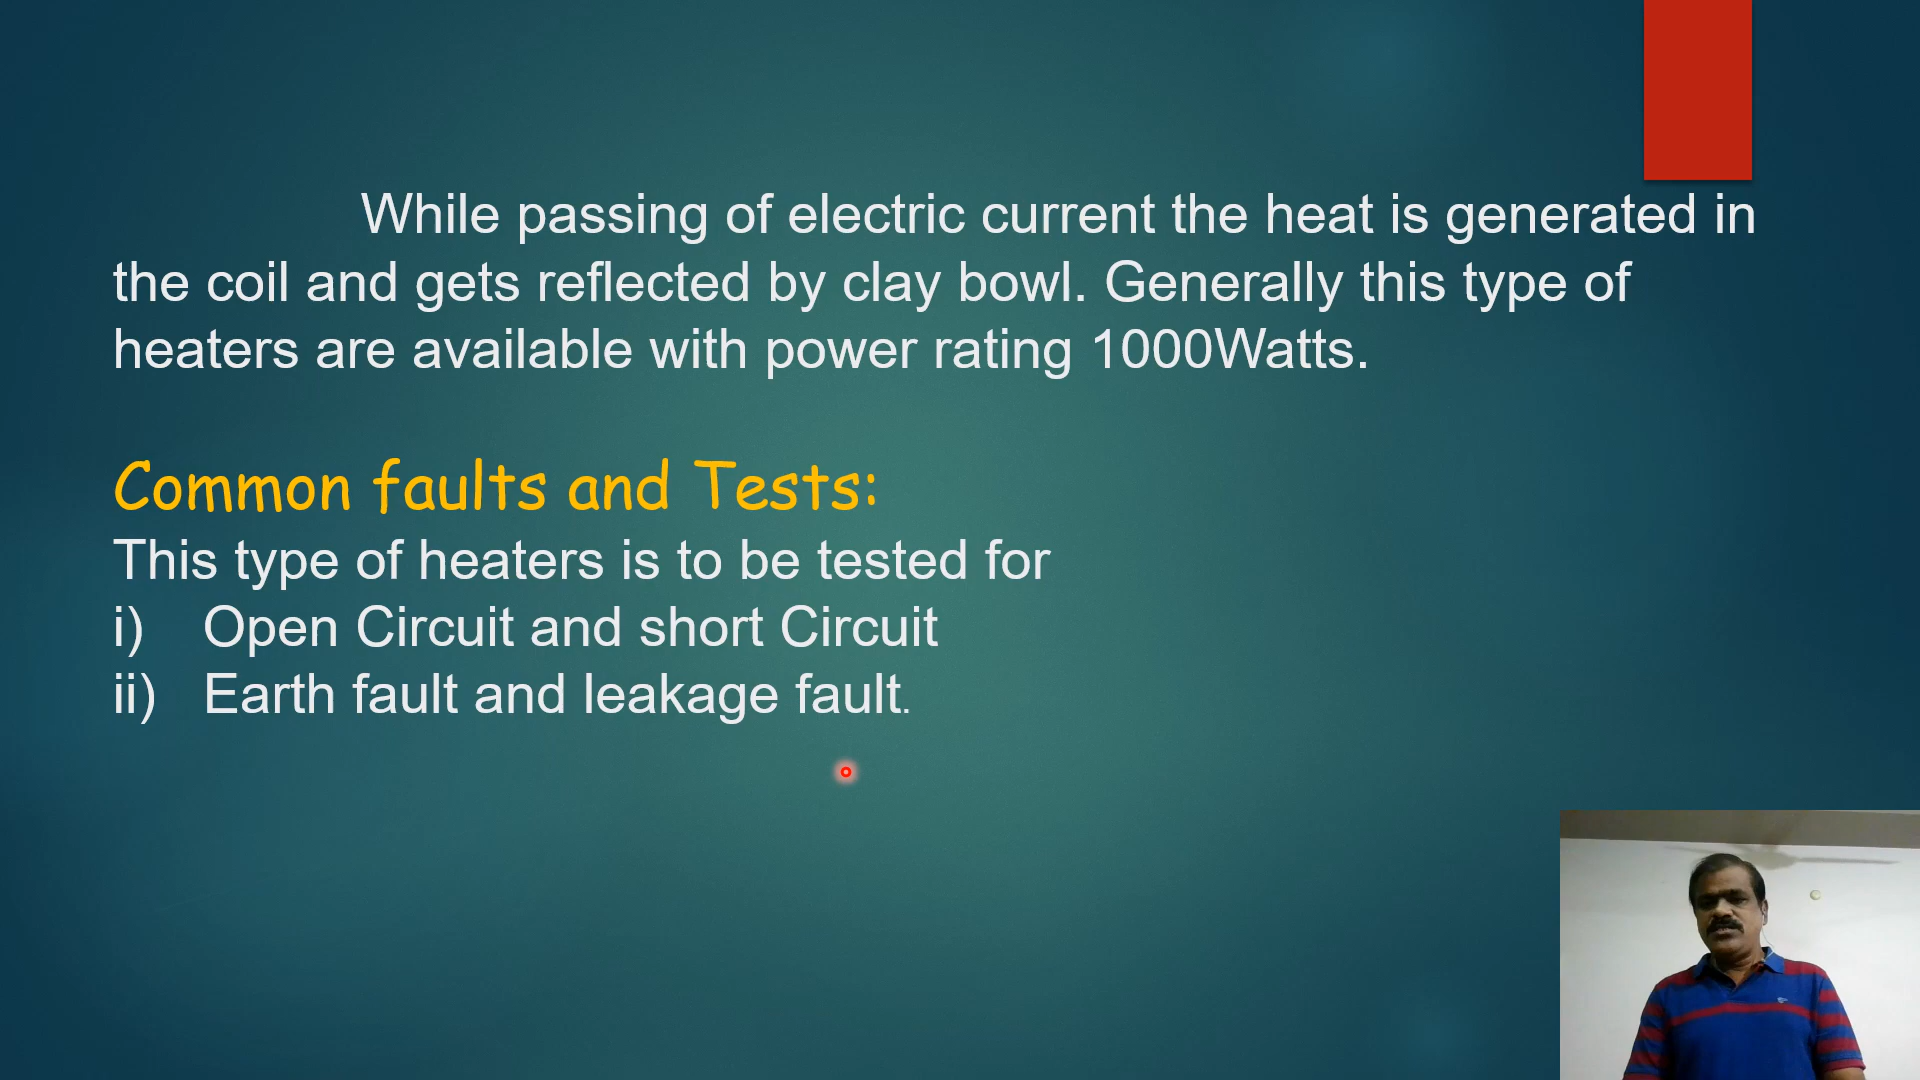 While passing of electric current the heat is generated in
the coil and gets reflected by clay bowl. Generally this type of
heaters are available with power rating 1000Watts.
Common faults and Tests:
This type of heaters is to be tested for
i) Open Circuit and short Circuit
ii) Earth fault and leakage fault.